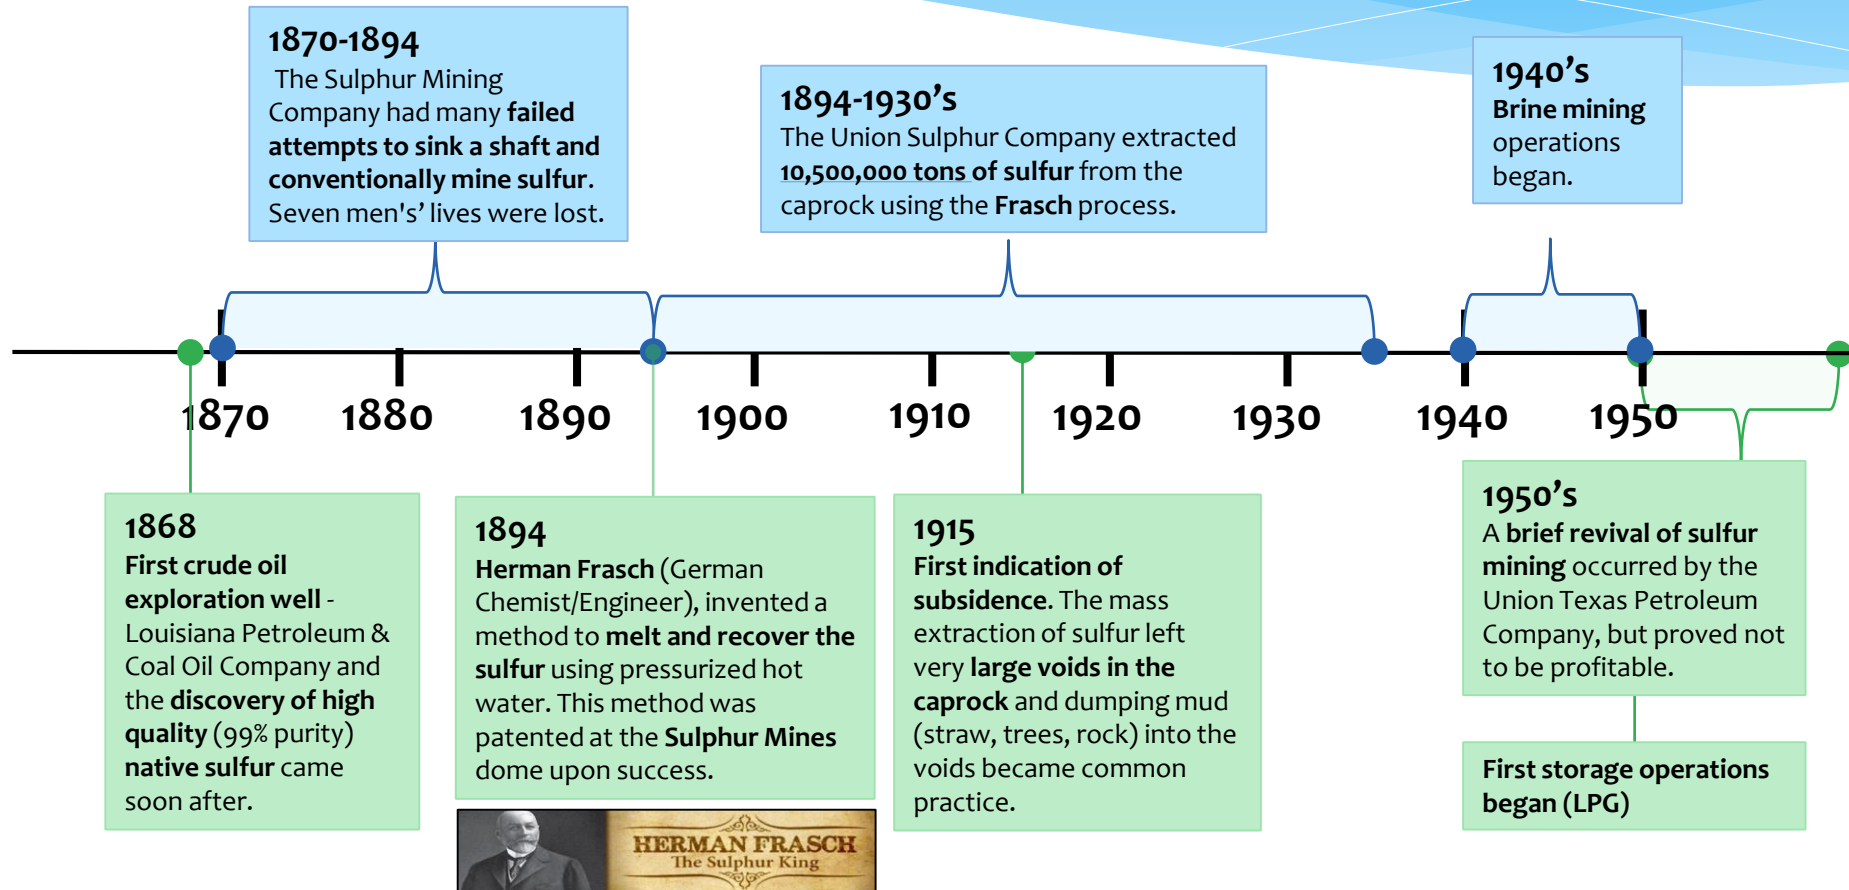 1870-1894
The Sulphur Mining
Company had many failed
attempts to sink a shaft and
conventionally mine sulfur.
Seven men's' lives were lost.
1894-1930's
The Union Sulphur Company extracted
10,500,000 tons of sulfur from the
caprock using the Frasch process.
1940's
Brine mining
operations
began.
1870
1880
1890
1900
1910
1920
1930
1940
1950
1868
First crude oil
exploration well -
Louisiana Petroleum &
Coal Oil Company and
the discovery of high
quality (99% purity)
native sulfur came
soon after.
1894
Herman Frasch (German
Chemist/Engineer), invented a
method to melt and recover the
sulfur using pressurized hot
water. This method was
patented at the Sulphur Mines
dome upon success.
HERMAN FRASCH
The Sulphur King
1915
First indication of
subsidence. The mass
extraction of sulfur left
very large voids in the
caprock and dumping mud
(straw, trees, rock) into the
voids became common
practice.
1950's
A brief revival of sulfur
mining occurred by the
Union Texas Petroleum
Company, but proved not
to be profitable.
First storage operations
began (LPG)